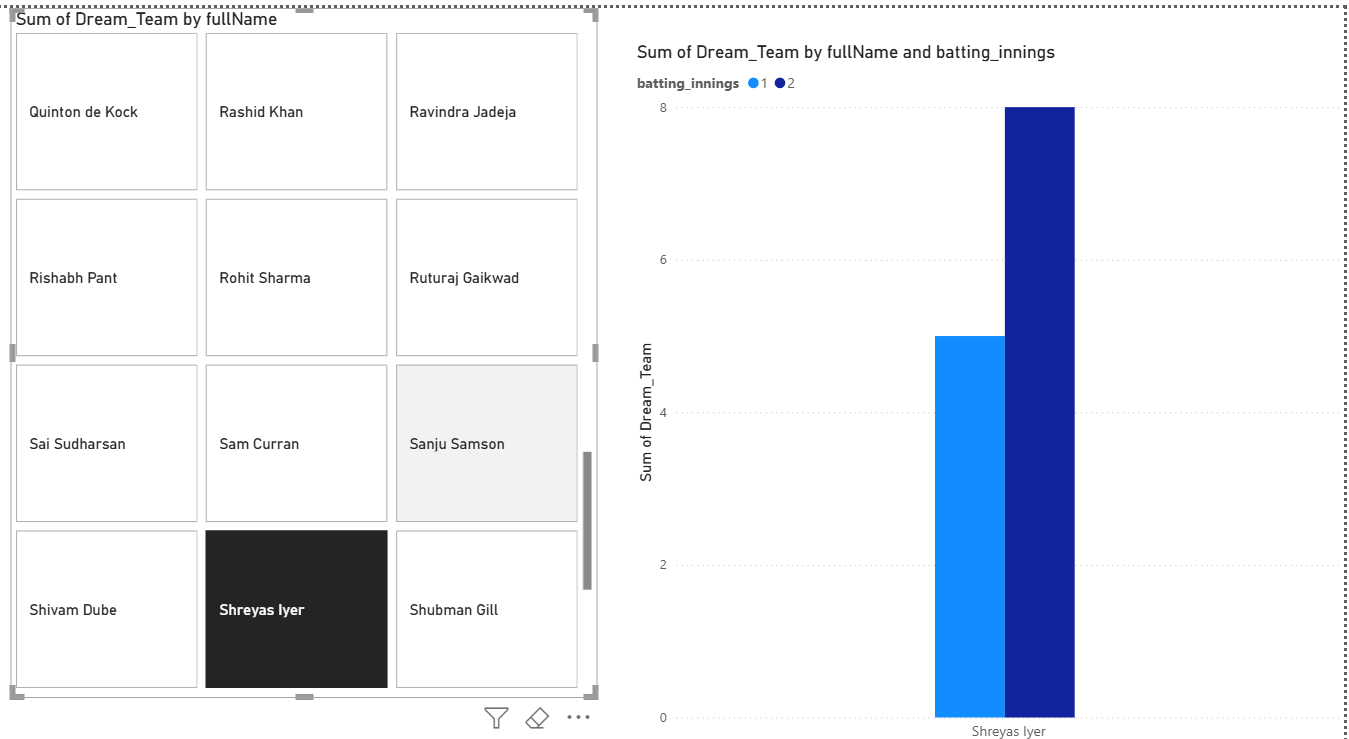 Sum of Dream_Team by fullName
Quinton de Kock
Rashid Khan
Ravindra Jadeja
Rishabh Pant
Rohit Sharma
Ruturaj Gaikwad
Sai Sudharsan
Sam Curran
Sanju Samson
Shivam Dube
Shreyas Iyer
Shubman Gill
Sum of Dream_Team by fullName and batting_innings
batting_innings 1 2
Sum of Dream_Team
8
6
4
2
0
Shreyas Iyer